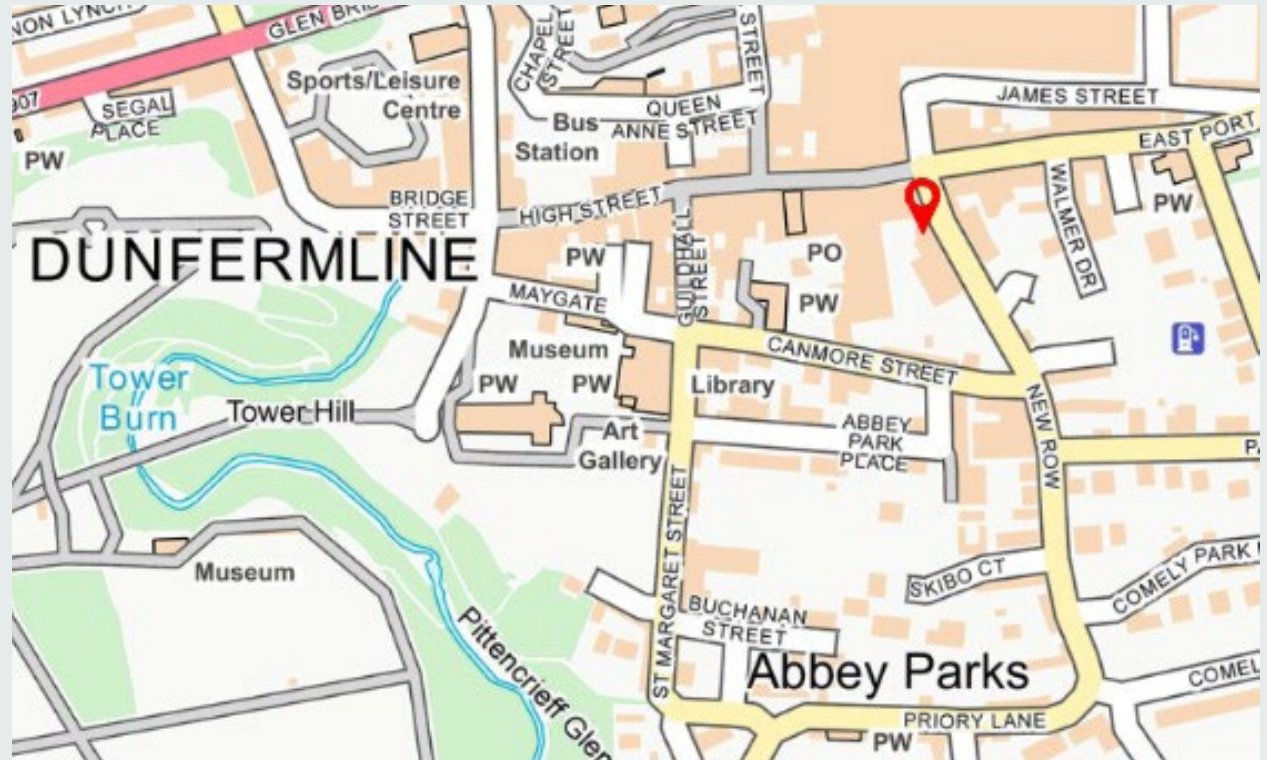 NON LYNCH
GLEN BRI
CHAPEL
STREET
STREET
Sports/Leisure
Centre
907
SEGAL
PLACE
QUEEN
ANNE STREET
JAMES STREET
Bus
Station
EAST PORT
PW
BRIDGE
STREET
HIGH STREET
WALMER DR
PW
DUNFERMLINE
PW
GUILDHALL
STREET
PO
PW
MAYGATE
CANMORE STREET
Museum
PW
PW
Library
Tower
Burn
Tower Hill
Art
Gallery
ABBEY
PARK
PLACE
NEW ROW
P
ST MARGARET STREET
Museum
SKIBO CT
COMELY PARK
BUCHANAN
STREET
Pittencrieff Glen
Abbey Parks
COMEL
PRIORY LANE
PW